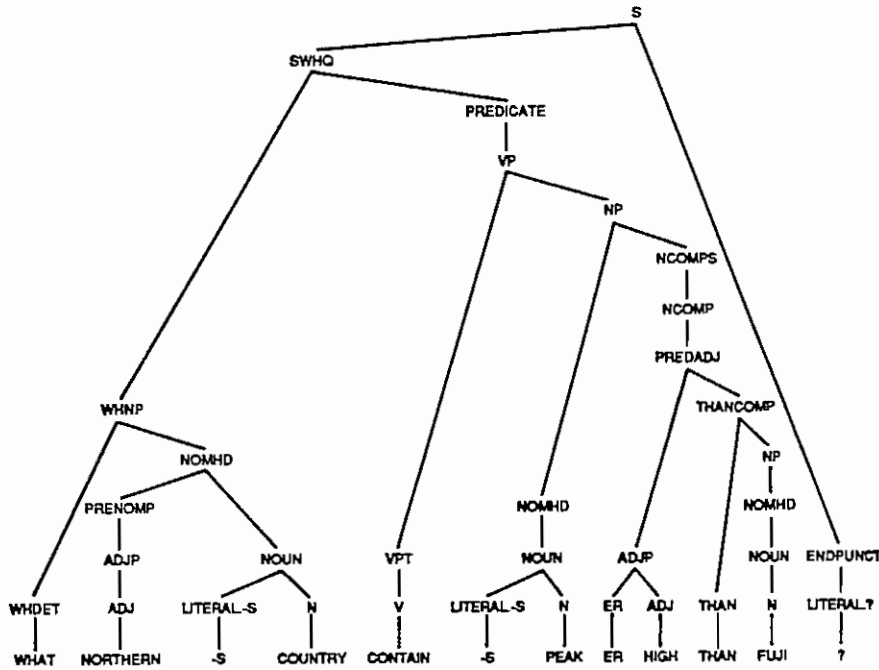 S
SWHQ
PREDICATE
VP
NP
NCOMPS
NCOMP
PREDADJ
WHNP THANCOMP
NOMHD NP
PRENOMP NOMHD NOMHD
ADJP NOUN VPT NOUN ADJP NOUN ENDPUNCT
WHDET ADJ LITERAL-S N V LITERAL-S N ER ADJ THAN N LITERAL?
WHAT NORTHERN -S COUNTRY CONTAIN -S PEAK ER HIGH THAN FUJI ?